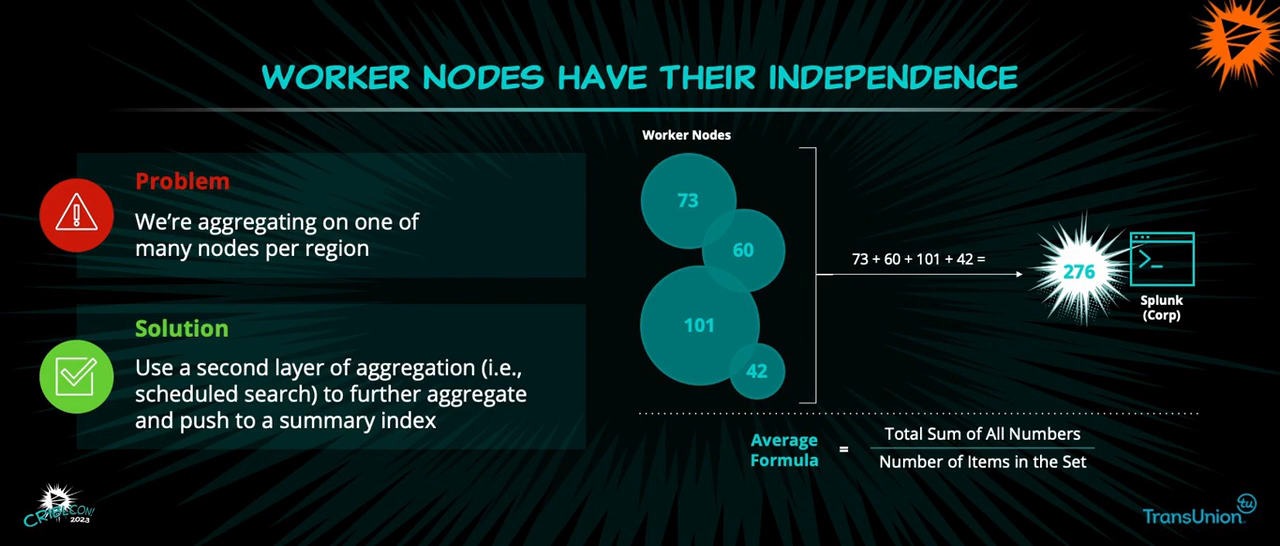 WORKER NODES HAVE THEIR INDEPENDENCE
Problem
We're aggregating on one of
many nodes per region
Solution
Use a second layer of aggregation (i.e.,
scheduled search) to further aggregate
and push to a summary index
Worker Nodes
73
60
101
42
73 + 60 + 101 + 42 =
276
Splunk
(Corp)
Average
Formula
=
Total Sum of All Numbers
Number of Items in the Set
CRIBLCON!
2023
TransUnion
tu